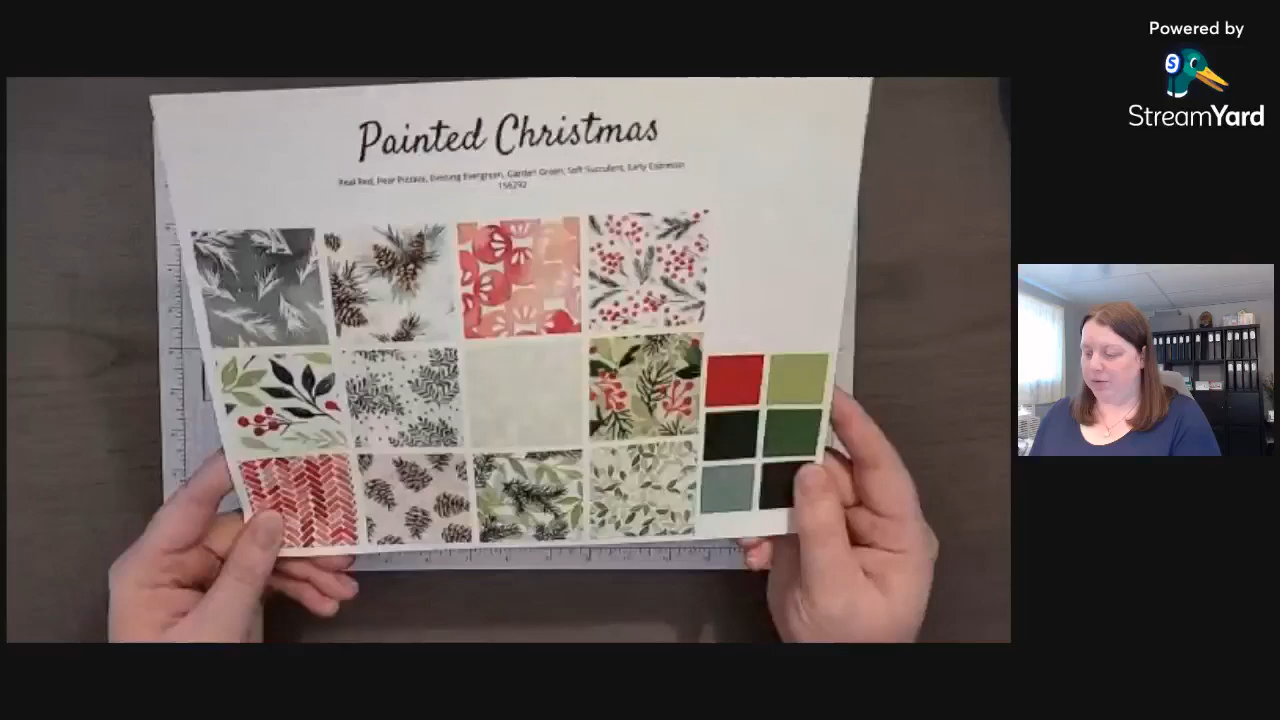 Powered by
StreamYard
Painted Christmas
Real Red, Pear Pizzazz, Evening Evergreen, Garden Green, Soft Succulent, Early Espresso
156292